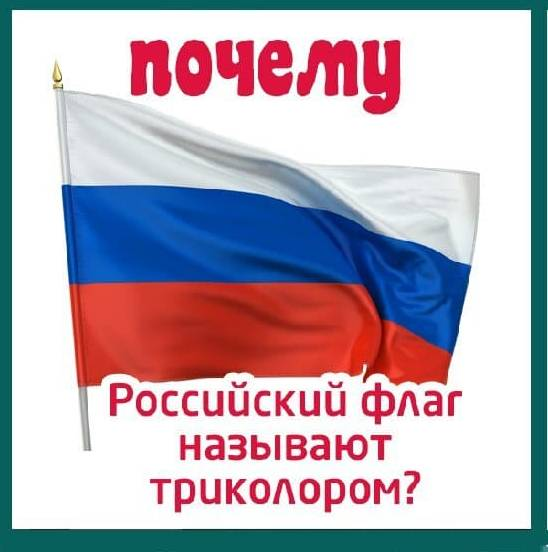 почему
Российский флаг
называют
триколором?